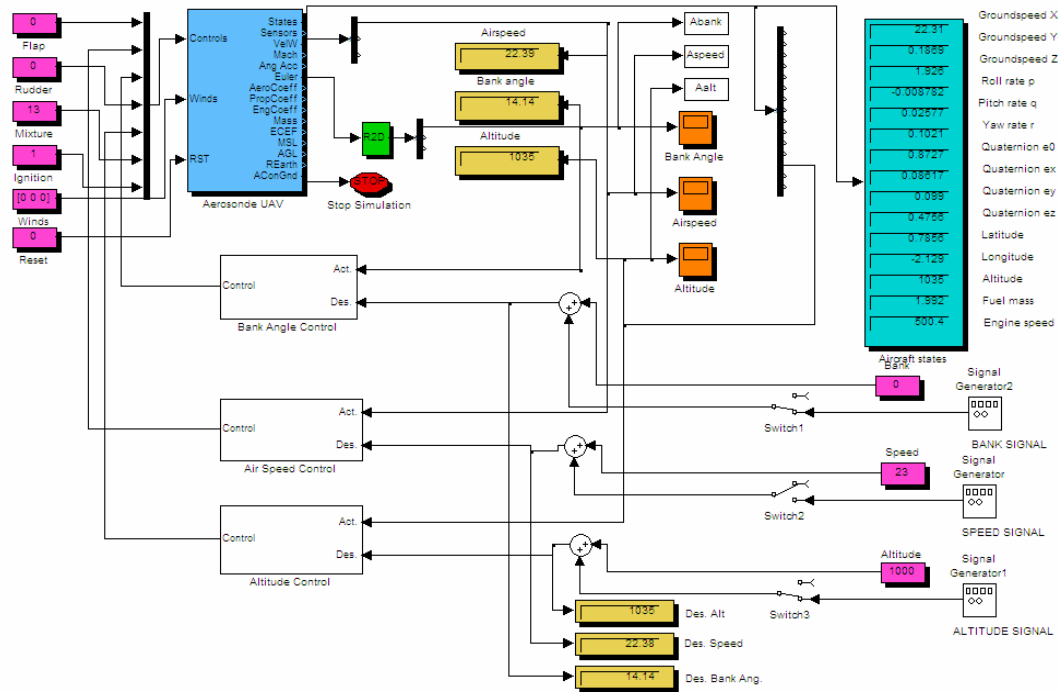 0
Flap
0
Rudder
13
Mixture
1
Ignition
[0 0 0]
Winds
0
Reset
Controls
Winds
RST
States
Sensors
VelW
Mach
Ang Acc
Euler
AeroCoeff
PropCoeff
EngCoeff
Mass
ECEF
MSL
AGL
REarth
AConGnd
Aerosonde UAV
R2D
STOP
Stop Simulation
Airspeed
22.39
Bank angle
14.14
Altitude
1035
Abank
Aspeed
Aalt
Bank Angle
Airspeed
Altitude
22.31
0.1869
1.926
-0.008782
0.02577
0.1021
0.8727
0.08617
0.099
0.4756
0.7856
-2.129
1035
1.992
500.4
Aircraft states
Groundspeed X
Groundspeed Y
Groundspeed Z
Roll rate p
Pitch rate q
Yaw rate r
Quaternion e0
Quaternion ex
Quaternion ey
Quaternion ez
Latitude
Longitude
Altitude
Fuel mass
Engine speed
Control
Act.
Des.
Bank Angle Control
Bank
0
Switch1
Signal
Generator2
BANK SIGNAL
Control
Act.
Des.
Air Speed Control
Speed
23
Switch2
Signal
Generator
SPEED SIGNAL
Control
Act.
Des.
Altitude Control
Altitude
1000
Switch3
Signal
Generator1
ALTITUDE SIGNAL
1035
Des. Alt
22.38
Des. Speed
14.14
Des. Bank Ang.